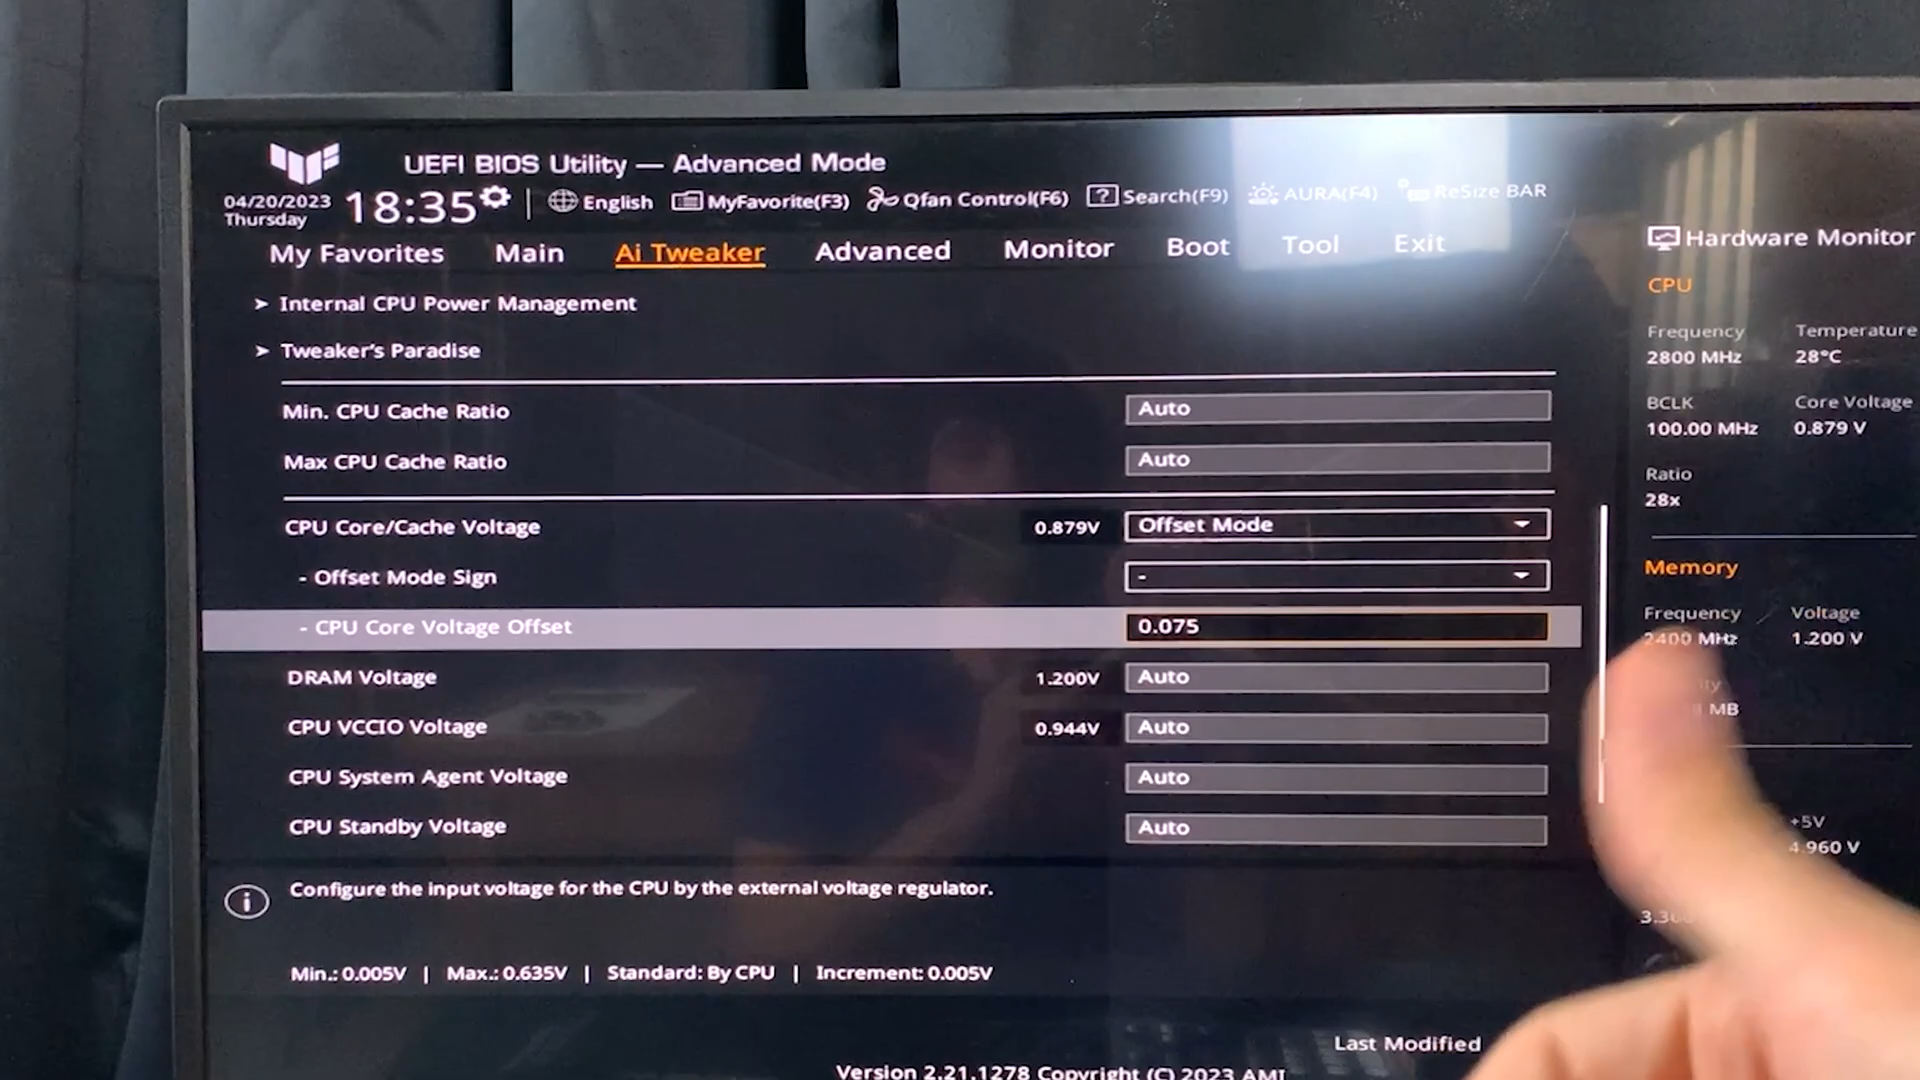 UEFI BIOS Utility — Advanced Mode
04/20/2023
Thursday
18:35
English
MyFavorite(F3)
Qfan Control(F6)
? Search(F9)
AURA(F4)
ReSize BAR
My Favorites Main Ai Tweaker Advanced Monitor Boot Tool Exit
Internal CPU Power Management
Tweaker's Paradise
Min. CPU Cache Ratio Auto
Max CPU Cache Ratio Auto
CPU Core/Cache Voltage 0.879V Offset Mode
- Offset Mode Sign -
- CPU Core Voltage Offset 0.075
DRAM Voltage 1.200V Auto
CPU VCCIO Voltage 0.944V Auto
CPU System Agent Voltage Auto
CPU Standby Voltage Auto
i Configure the input voltage for the CPU by the external voltage regulator.
Min.: 0.005V | Max.: 0.635V | Standard: By CPU | Increment: 0.005V
Last Modified
Version 2.21.1278 Copyright (C) 2023 AMI
Hardware Monitor
CPU
Frequency Temperature
2800 MHz 28°C
BCLK Core Voltage
100.00 MHz 0.879 V
Ratio
28x
Memory
Frequency Voltage
2400 MHz 1.200 V
MB
+5V
4.960 V